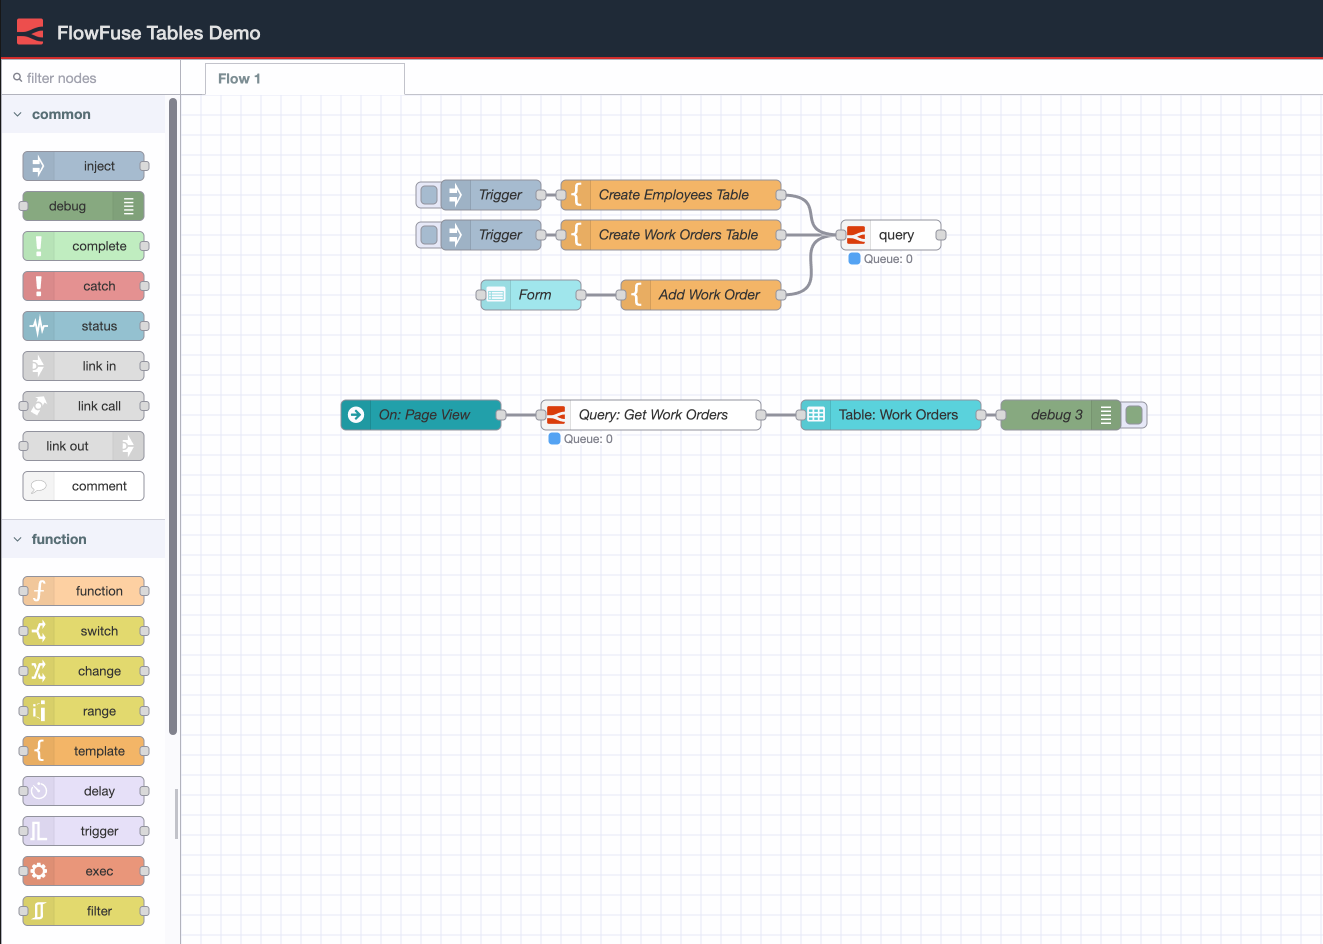 FlowFuse Tables Demo
filter nodes
Flow 1
common
inject
debug
complete
catch
status
link in
link call
link out
comment
function
function
switch
change
range
template
delay
trigger
exec
filter
Trigger
Create Employees Table
Trigger
Create Work Orders Table
query
Queue: 0
Form
Add Work Order
On: Page View
Query: Get Work Orders
Queue: 0
Table: Work Orders
debug 3